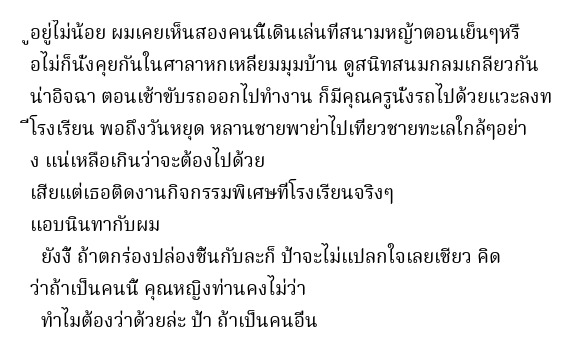 ูอยู่ไม่น้อย ผมเคยเห็นสองคนนี้เดินเล่นที่สนามหญ้าตอนเย็นๆหรื
อไม่ก็นั่งคุยกันในศาลาหกเหลี่ยมมุมบ้าน ดูสนิทสนมกลมเกลียวกัน
น่าอิจฉา ตอนเช้าขับรถออกไปทำงาน ก็มีคุณครูนั่งรถไปด้วยแวะลงท
ี่โรงเรียน พอถึงวันหยุด หลานชายพาย่าไปเที่ยวชายทะเลใกล้ๆอย่า
ง แน่เหลือเกินว่าจะต้องไปด้วย
เสียแต่เธอติดงานกิจกรรมพิเศษที่โรงเรียนจริงๆ
แอบนินทากับผม
ยังงี้ ถ้าตกร่องปล่องชิ้นกับละก็ ป้าจะไม่แปลกใจเลยเชียว คิด
ว่าถ้าเป็นคนนี้ คุณหญิงท่านคงไม่ว่า
ทำไมต้องว่าด้วยล่ะ ป้า ถ้าเป็นคนอื่น